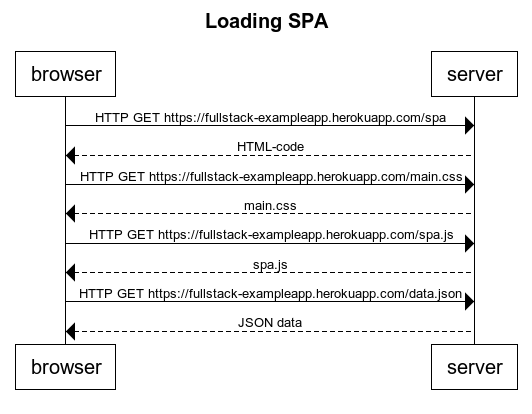 Loading SPA
browser
server
HTTP GET https://fullstack-exampleapp.herokuapp.com/spa
HTML-code
HTTP GET https://fullstack-exampleapp.herokuapp.com/main.css
main.css
HTTP GET https://fullstack-exampleapp.herokuapp.com/spa.js
spa.js
HTTP GET https://fullstack-exampleapp.herokuapp.com/data.json
JSON data
browser
server